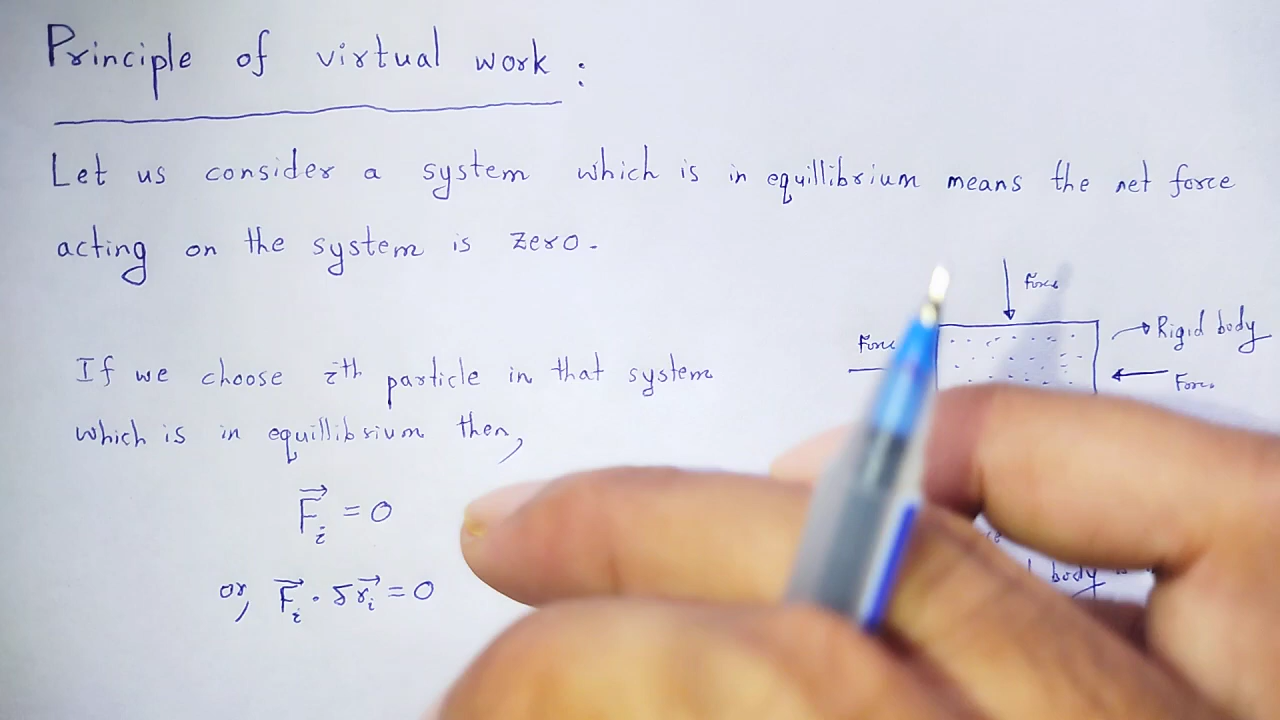 Principle of virtual work :
Let us consider a system which is in equillibrium means the net force
acting on the system is zero.
Force
Force
Rigid body
Force
If we choose ith particle in that system
which is in equillibrium then,
F⃗ᵢ = 0
or, F⃗ᵢ · δr⃗ᵢ = 0
body